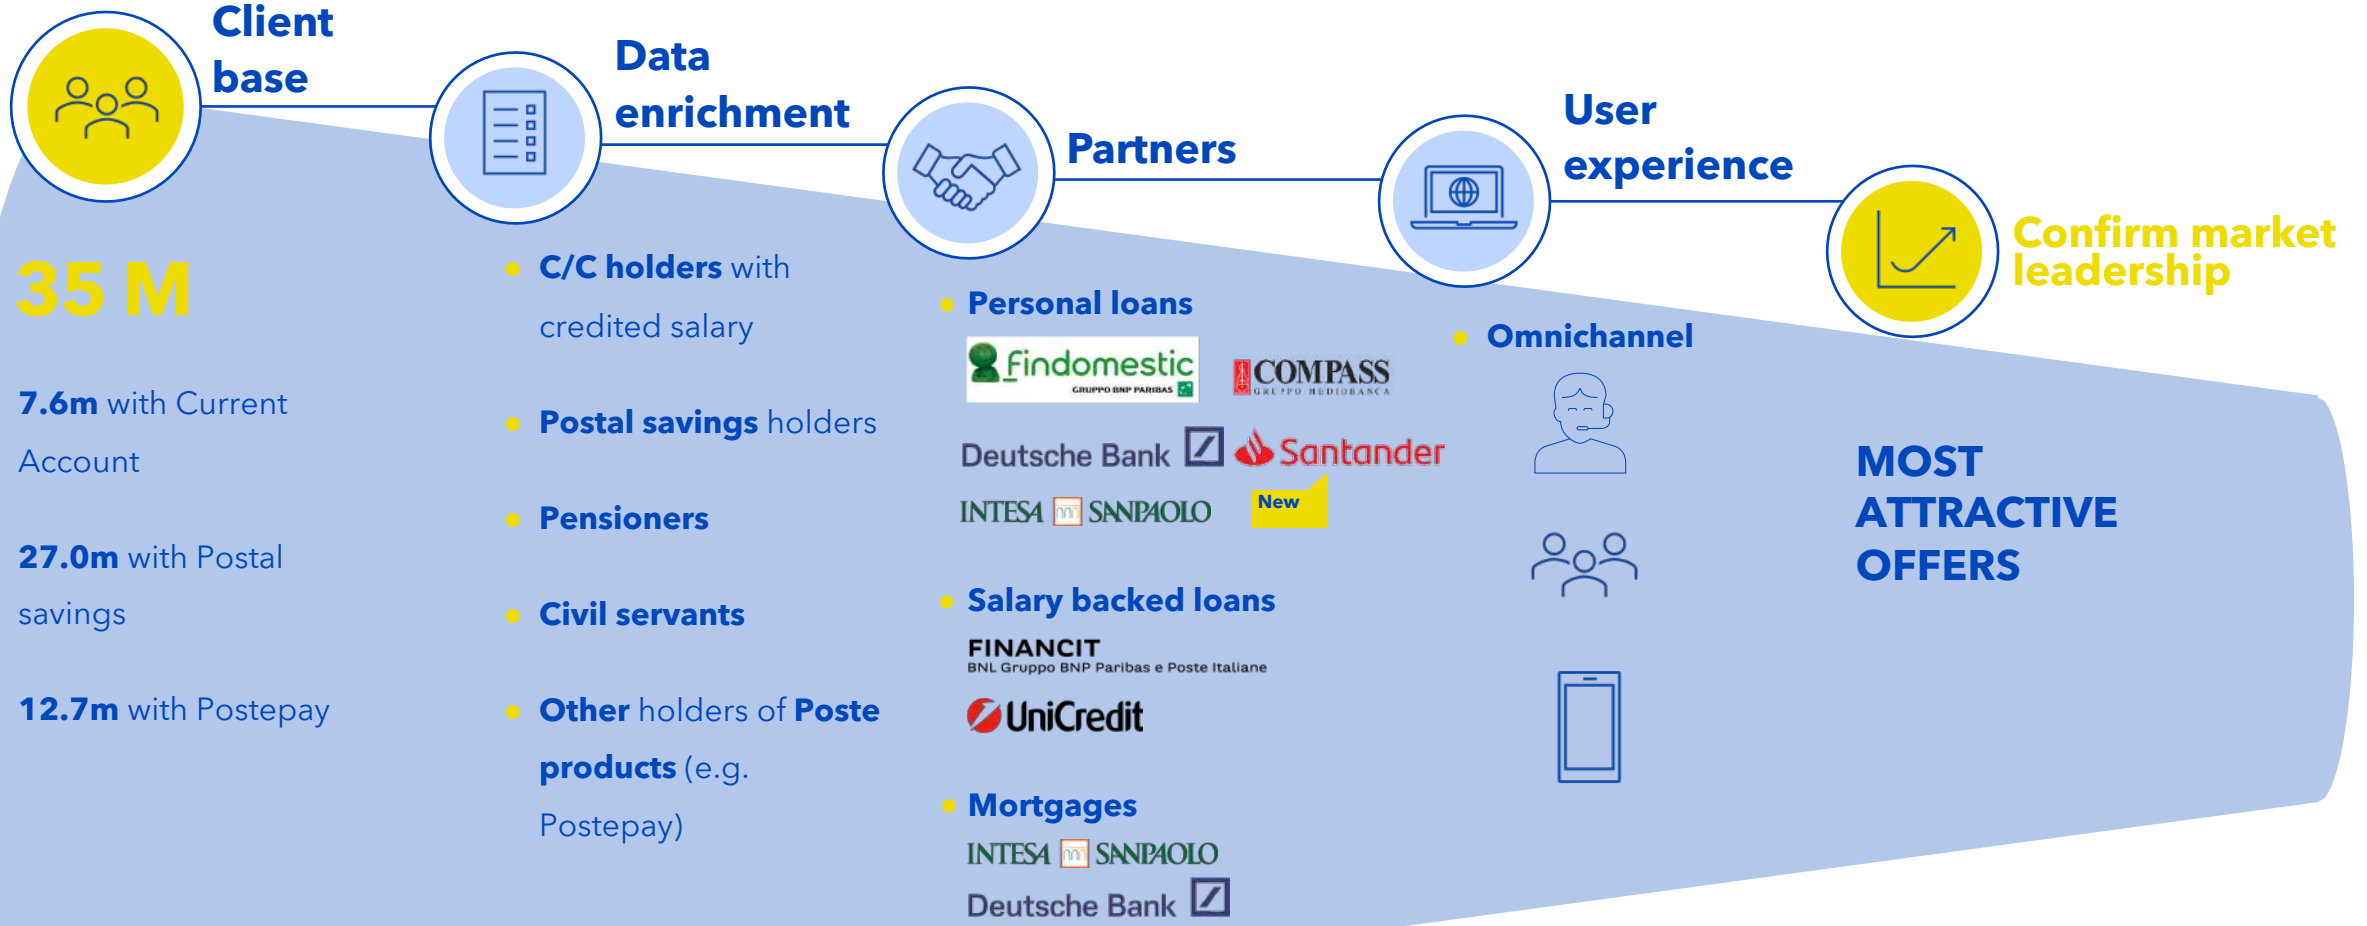 Client
base
Data
enrichment
Partners
User
experience
Confirm market
leadership
35 M
7.6m with Current
Account
27.0m with Postal
savings
12.7m with Postepay
C/C holders with
credited salary
Postal savings holders
Pensioners
Civil servants
Other holders of Poste
products (e.g.
Postepay)
Personal loans
findomestic
GRUPPO BNP PARIBAS
COMPASS
GRUPPO MEDIOBANCA
Deutsche Bank
Santander
INTESA SANPAOLO
New
Salary backed loans
FINANCIT
BNL Gruppo BNP Paribas e Poste Italiane
UniCredit
Mortgages
INTESA SANPAOLO
Deutsche Bank
Omnichannel
MOST
ATTRACTIVE
OFFERS